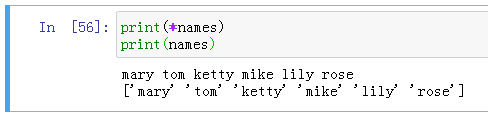 In [56]: print(*names)
print(names)
mary tom ketty mike lily rose
['mary' 'tom' 'ketty' 'mike' 'lily' 'rose']